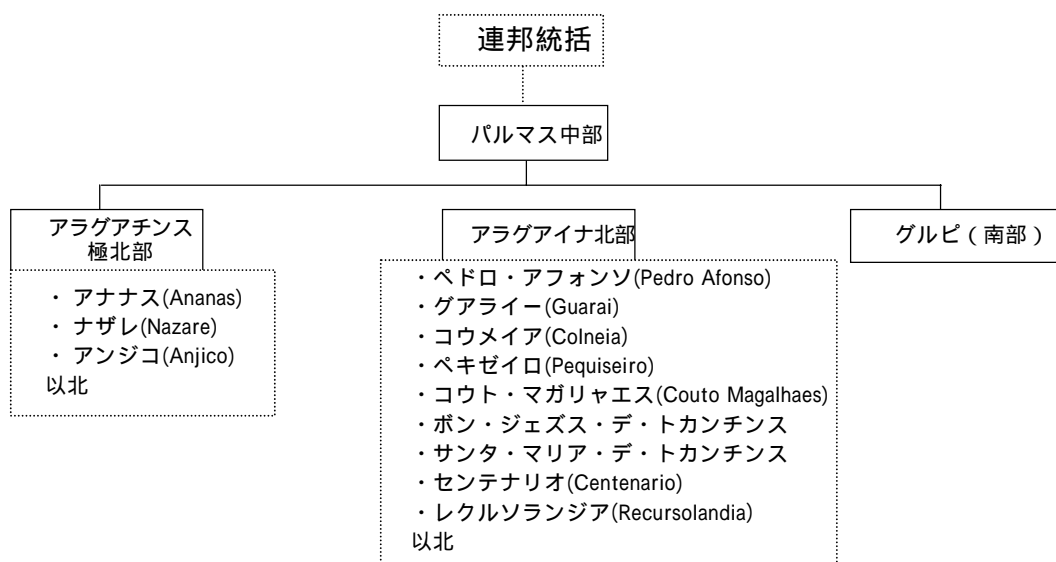 連邦統括
パルマス中部
アラグアチンス
極北部
・ アナナス(Ananas)
・ ナザレ(Nazare)
・ アンジコ(Anjico)
以北
アラグアイナ北部
・ペドロ・アフォンソ(Pedro Afonso)
・グアライー(Guarai)
・コウメイア(Colneia)
・ペキゼイロ(Pequiseiro)
・コウト・マガリャエス(Couto Magalhaes)
・ボン・ジェズス・デ・トカンチンス
・サンタ・マリア・デ・トカンチンス
・センテナリオ(Centenario)
・レクルソランジア(Recursolandia)
以北
グルピ（南部）